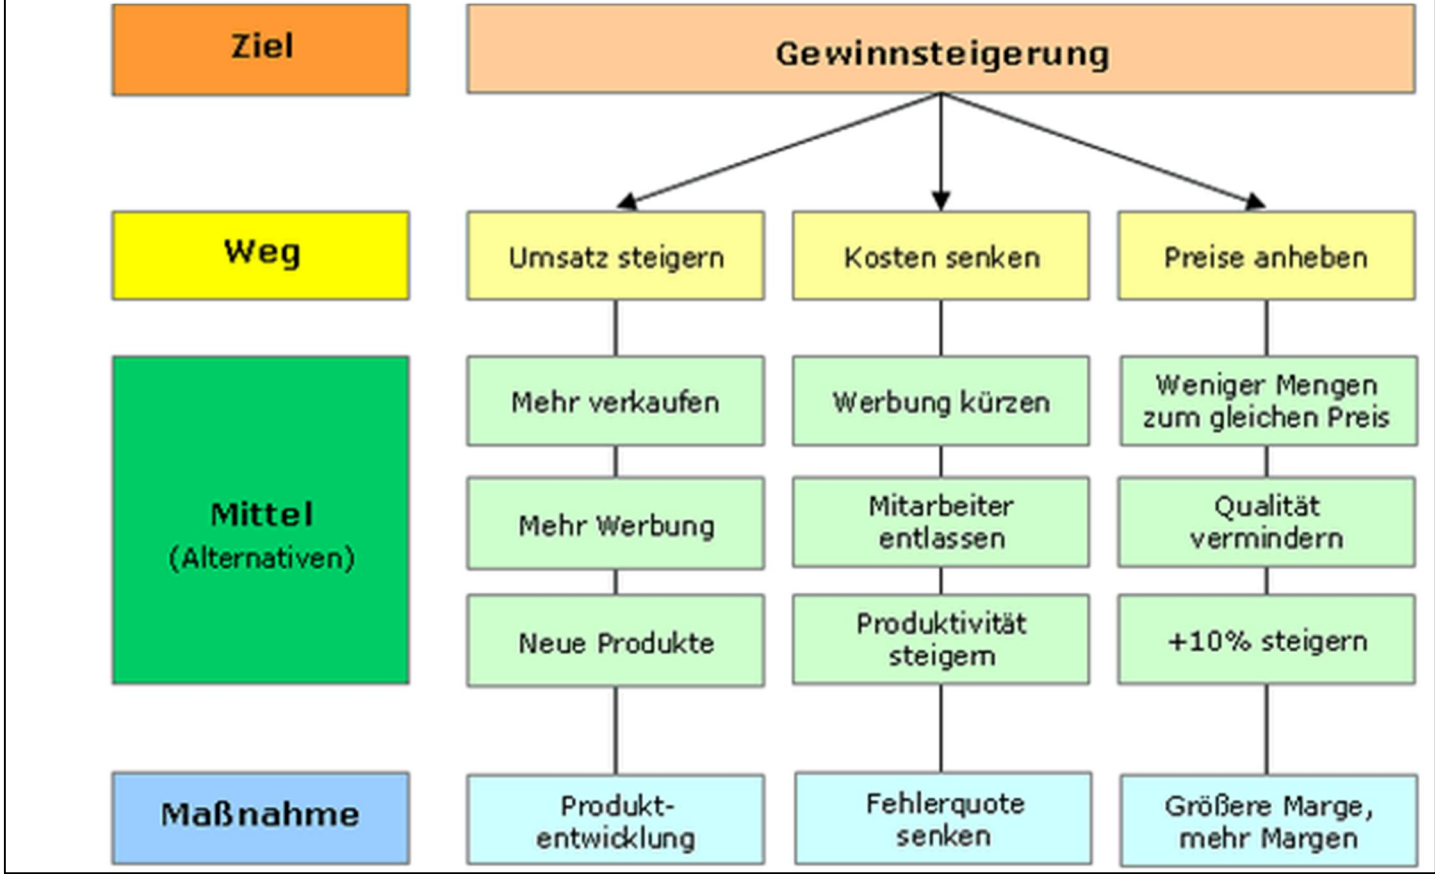 Ziel
Gewinnsteigerung
Weg
Umsatz steigern
Kosten senken
Preise anheben
Mittel
(Alternativen)
Mehr verkaufen
Werbung kürzen
Weniger Mengen
zum gleichen Preis
Mehr Werbung
Mitarbeiter
entlassen
Qualität
vermindern
Neue Produkte
Produktivität
steigern
+10% steigern
Maßnahme
Produkt-
entwicklung
Fehlerquote
senken
Größere Marge,
mehr Margen